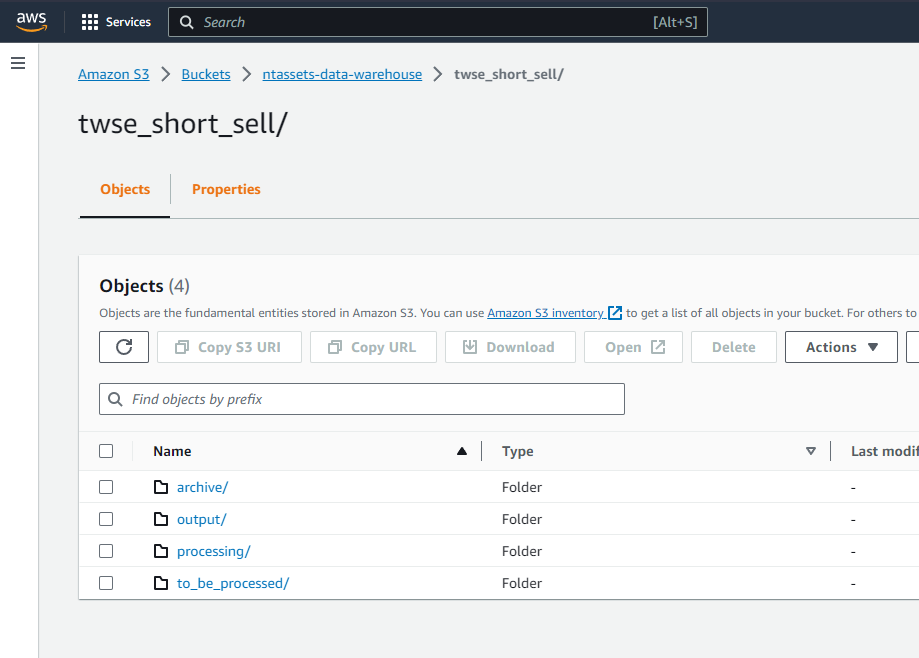 aws Services Search [Alt+S]
Amazon S3 Buckets ntassets-data-warehouse twse_short_sell/
twse_short_sell/
Objects Properties
Objects (4)
Objects are the fundamental entities stored in Amazon S3. You can use Amazon S3 inventory to get a list of all objects in your bucket. For others to
Copy S3 URI Copy URL Download Open Delete Actions
Find objects by prefix
Name Type Last modif
archive/ Folder -
output/ Folder -
processing/ Folder -
to_be_processed/ Folder -